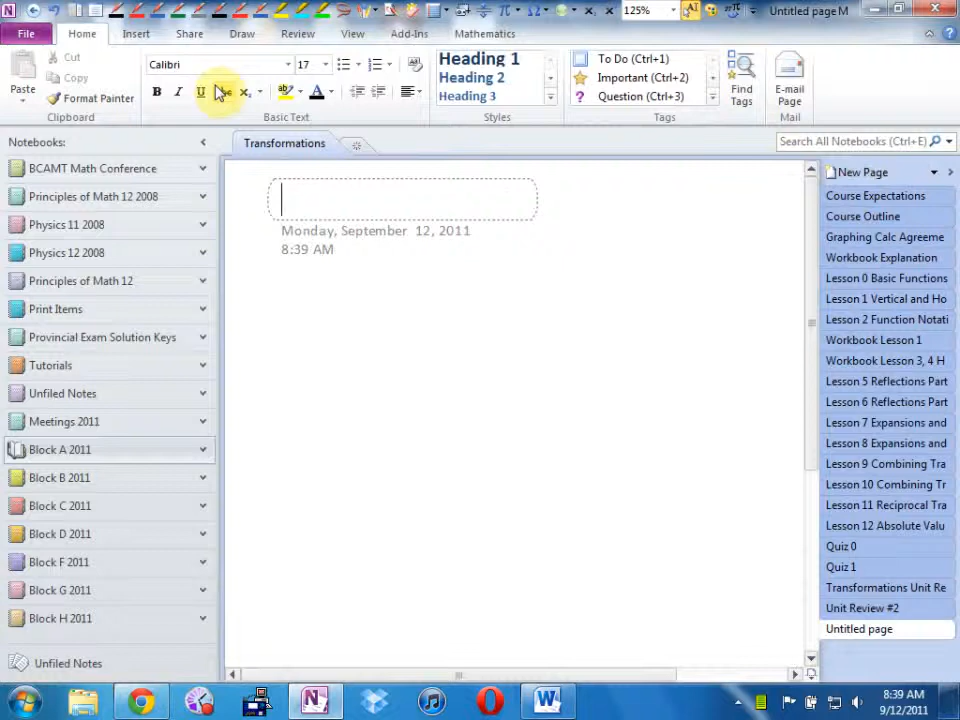 125%
Untitled page M
File
Home
Insert
Share
Draw
Review
View
Add-Ins
Mathematics
Paste
Cut
Copy
Format Painter
Clipboard
Calibri
17
B I U abc x₂ ab A
Basic Text
Heading 1
Heading 2
Heading 3
Styles
To Do (Ctrl+1)
Important (Ctrl+2)
Question (Ctrl+3)
Tags
Find
Tags
E-mail
Page
Mail
Notebooks:
BCAMT Math Conference
Principles of Math 12 2008
Physics 11 2008
Physics 12 2008
Principles of Math 12
Print Items
Provincial Exam Solution Keys
Tutorials
Unfiled Notes
Meetings 2011
Block A 2011
Block B 2011
Block C 2011
Block D 2011
Block F 2011
Block G 2011
Block H 2011
Unfiled Notes
Transformations
Search All Notebooks (Ctrl+E)
Monday, September 12, 2011
8:39 AM
New Page
Course Expectations
Course Outline
Graphing Calc Agreeme
Workbook Explanation
Lesson 0 Basic Functions
Lesson 1 Vertical and Ho
Lesson 2 Function Notati
Workbook Lesson 1
Workbook Lesson 3, 4 H
Lesson 5 Reflections Part
Lesson 6 Reflections Part
Lesson 7 Expansions and
Lesson 8 Expansions and
Lesson 9 Combining Tra
Lesson 10 Combining Tr
Lesson 11 Reciprocal Tra
Lesson 12 Absolute Valu
Quiz 0
Quiz 1
Transformations Unit Re
Unit Review #2
Untitled page
8:39 AM
9/12/2011